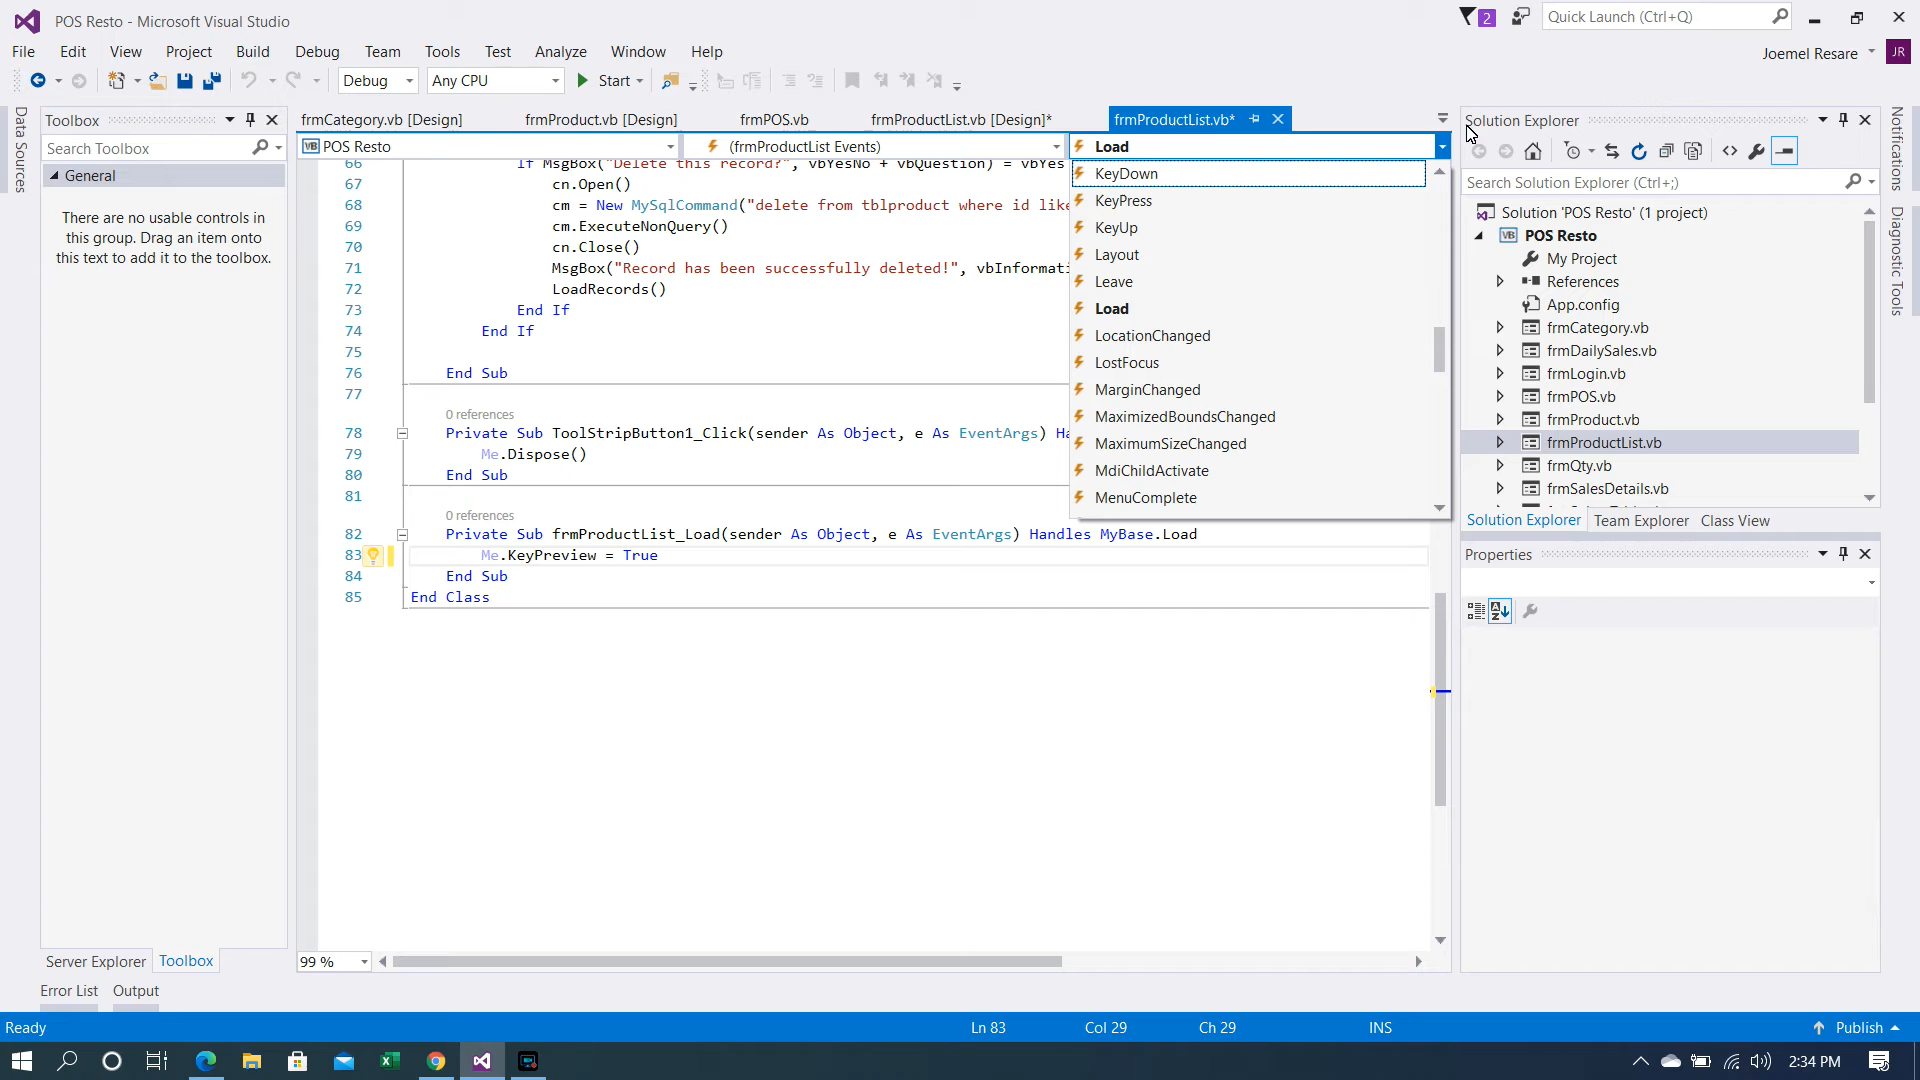 POS Resto - Microsoft Visual Studio
2
Quick Launch (Ctrl+Q)
File Edit View Project Build Debug Team Tools Test Analyze Window Help
Joemel Resare JR
Debug Any CPU Start
Data Sources
Toolbox
Search Toolbox
General
There are no usable controls in
this group. Drag an item onto
this text to add it to the toolbox.
Server Explorer Toolbox
Error List Output
frmCategory.vb [Design] frmProduct.vb [Design] frmPOS.vb frmProductList.vb [Design]* frmProductList.vb*
VB POS Resto (frmProductList Events) Load
66 If MsgBox("Delete this record?", vbYesNo + vbQuestion) = vbYes
67 cn.Open()
68 cm = New MySqlCommand("delete from tblproduct where id like
69 cm.ExecuteNonQuery()
70 cn.Close()
71 MsgBox("Record has been successfully deleted!", vbInformati
72 LoadRecords()
73 End If
74 End If
75
76 End Sub
77
0 references
78 Private Sub ToolStripButton1_Click(sender As Object, e As EventArgs) Ha
79 Me.Dispose()
80 End Sub
81
0 references
82 Private Sub frmProductList_Load(sender As Object, e As EventArgs) Handles MyBase.Load
83 Me.KeyPreview = True
84 End Sub
85 End Class
KeyDown
KeyPress
KeyUp
Layout
Leave
Load
LocationChanged
LostFocus
MarginChanged
MaximizedBoundsChanged
MaximumSizeChanged
MdiChildActivate
MenuComplete
99 %
Solution Explorer
Search Solution Explorer (Ctrl+;)
Solution 'POS Resto' (1 project)
VB POS Resto
My Project
References
App.config
frmCategory.vb
frmDailySales.vb
frmLogin.vb
frmPOS.vb
frmProduct.vb
frmProductList.vb
frmQty.vb
frmSalesDetails.vb
Solution Explorer Team Explorer Class View
Properties
Notifications
Diagnostic Tools
Ready Ln 83 Col 29 Ch 29 INS Publish
2:34 PM